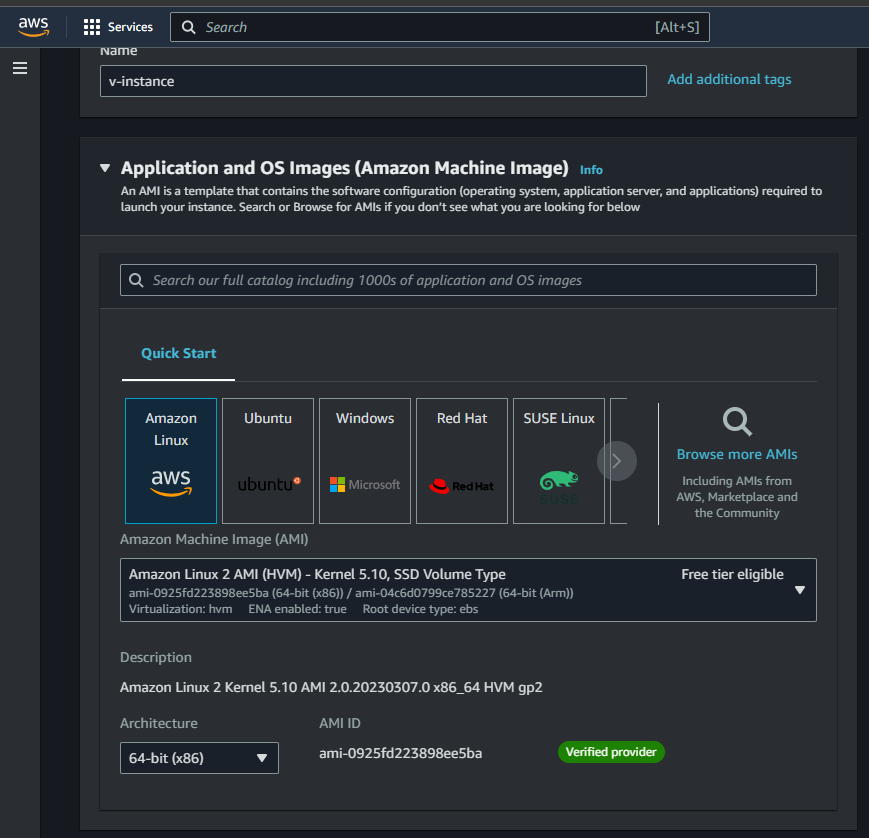 aws
Services
Search
[Alt+S]
Name
v-instance
Add additional tags
Application and OS Images (Amazon Machine Image) Info
An AMI is a template that contains the software configuration (operating system, application server, and applications) required to
launch your instance. Search or Browse for AMIs if you don't see what you are looking for below
Search our full catalog including 1000s of application and OS images
Quick Start
Amazon
Linux
aws
Ubuntu
ubuntu
Windows
Microsoft
Red Hat
Red Hat
SUSE Linux
SUSE
Browse more AMIs
Including AMIs from
AWS, Marketplace and
the Community
Amazon Machine Image (AMI)
Amazon Linux 2 AMI (HVM) - Kernel 5.10, SSD Volume Type
Free tier eligible
ami-0925fd223898ee5ba (64-bit (x86)) / ami-04c6d0799ce785227 (64-bit (Arm))
Virtualization: hvm ENA enabled: true Root device type: ebs
Description
Amazon Linux 2 Kernel 5.10 AMI 2.0.20230307.0 x86_64 HVM gp2
Architecture
AMI ID
64-bit (x86)
ami-0925fd223898ee5ba
Verified provider